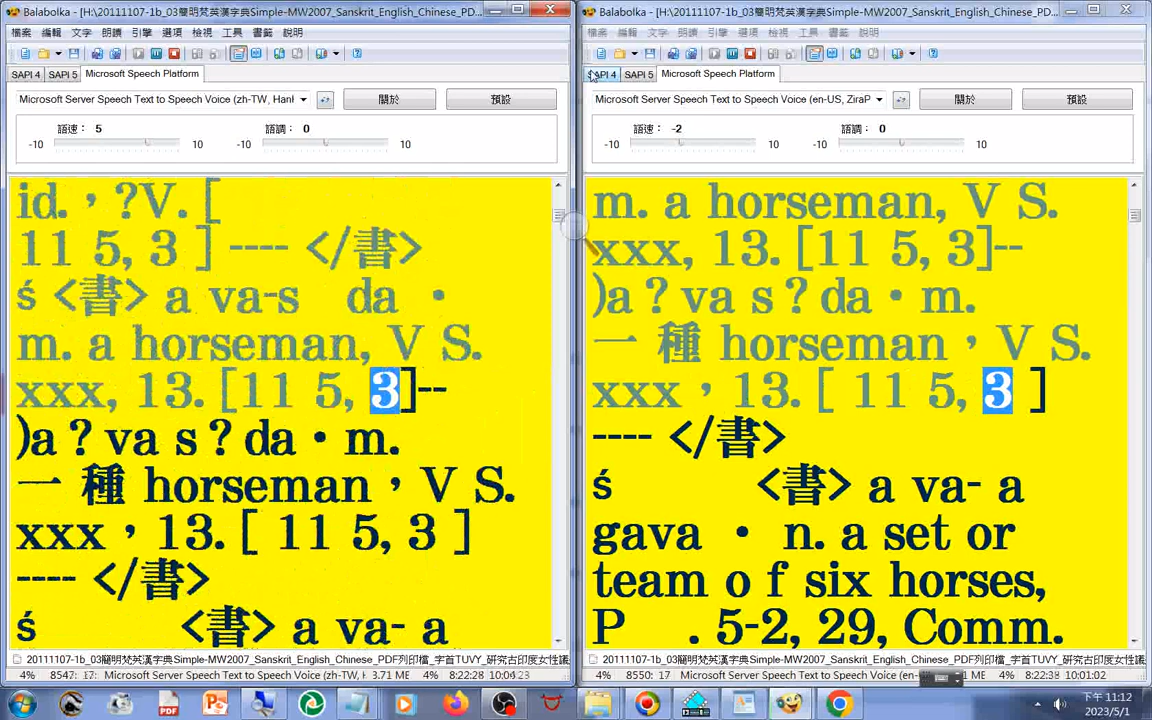 Balabolka - [H:\20111107-1b_03簡明梵英漢字典Simple-MW2007_Sanskrit_English_Chinese_PD...
檔案 編輯 文字 朗讀 引擎 選項 檢視 工具 書籤 說明
SAPI 4 SAPI 5 Microsoft Speech Platform
Microsoft Server Speech Text to Speech Voice (zh-TW, Hanl 關於 預設
語速: 5 語調: 0
-10 10 -10 10
id.，?V. [
11 5, 3 ] ---- </書>
ś <書> a va-s da •
m. a horseman, V S.
xxx, 13. [11 5, 3]--
)a ? va s ? da • m.
一 種 horseman，V S.
xxx，13. [ 11 5, 3 ]
---- </書>
ś <書> a va- a
20111107-1b_03簡明梵英漢字典Simple-MW2007_Sanskrit_English_Chinese_PDF列印檔_字首TUVY_研究古印度女性議
4% 8547: 17: Microsoft Server Speech Text to Speech Voice (zh-TW, H 3.71 MB 4% 8:22:28
Balabolka - [H:\20111107-1b_03簡明梵英漢字典Simple-MW2007_Sanskrit_English_Chinese_PD...
檔案 編輯 文字 朗讀 引擎 選項 檢視 工具 書籤 說明
SAPI 4 SAPI 5 Microsoft Speech Platform
Microsoft Server Speech Text to Speech Voice (en-US, ZiraP 關於 預設
語速: -2 語調: 0
-10 10 -10 10
m. a horseman, V S.
xxx, 13. [11 5, 3]--
)a ? va s ? da • m.
一 種 horseman，V S.
xxx，13. [ 11 5, 3 ]
---- </書>
ś <書> a va- a
gava • n. a set or
team o f six horses,
P . 5-2, 29, Comm.
20111107-1b_03簡明梵英漢字典Simple-MW2007_Sanskrit_English_Chinese_PDF列印檔_字首TUVY_研究古印度女性議
4% 8550: 17: Microsoft Server Speech Text to Speech Voice (en-US 4% 8:22:38 10:01:02
下午 11:12
2023/5/1